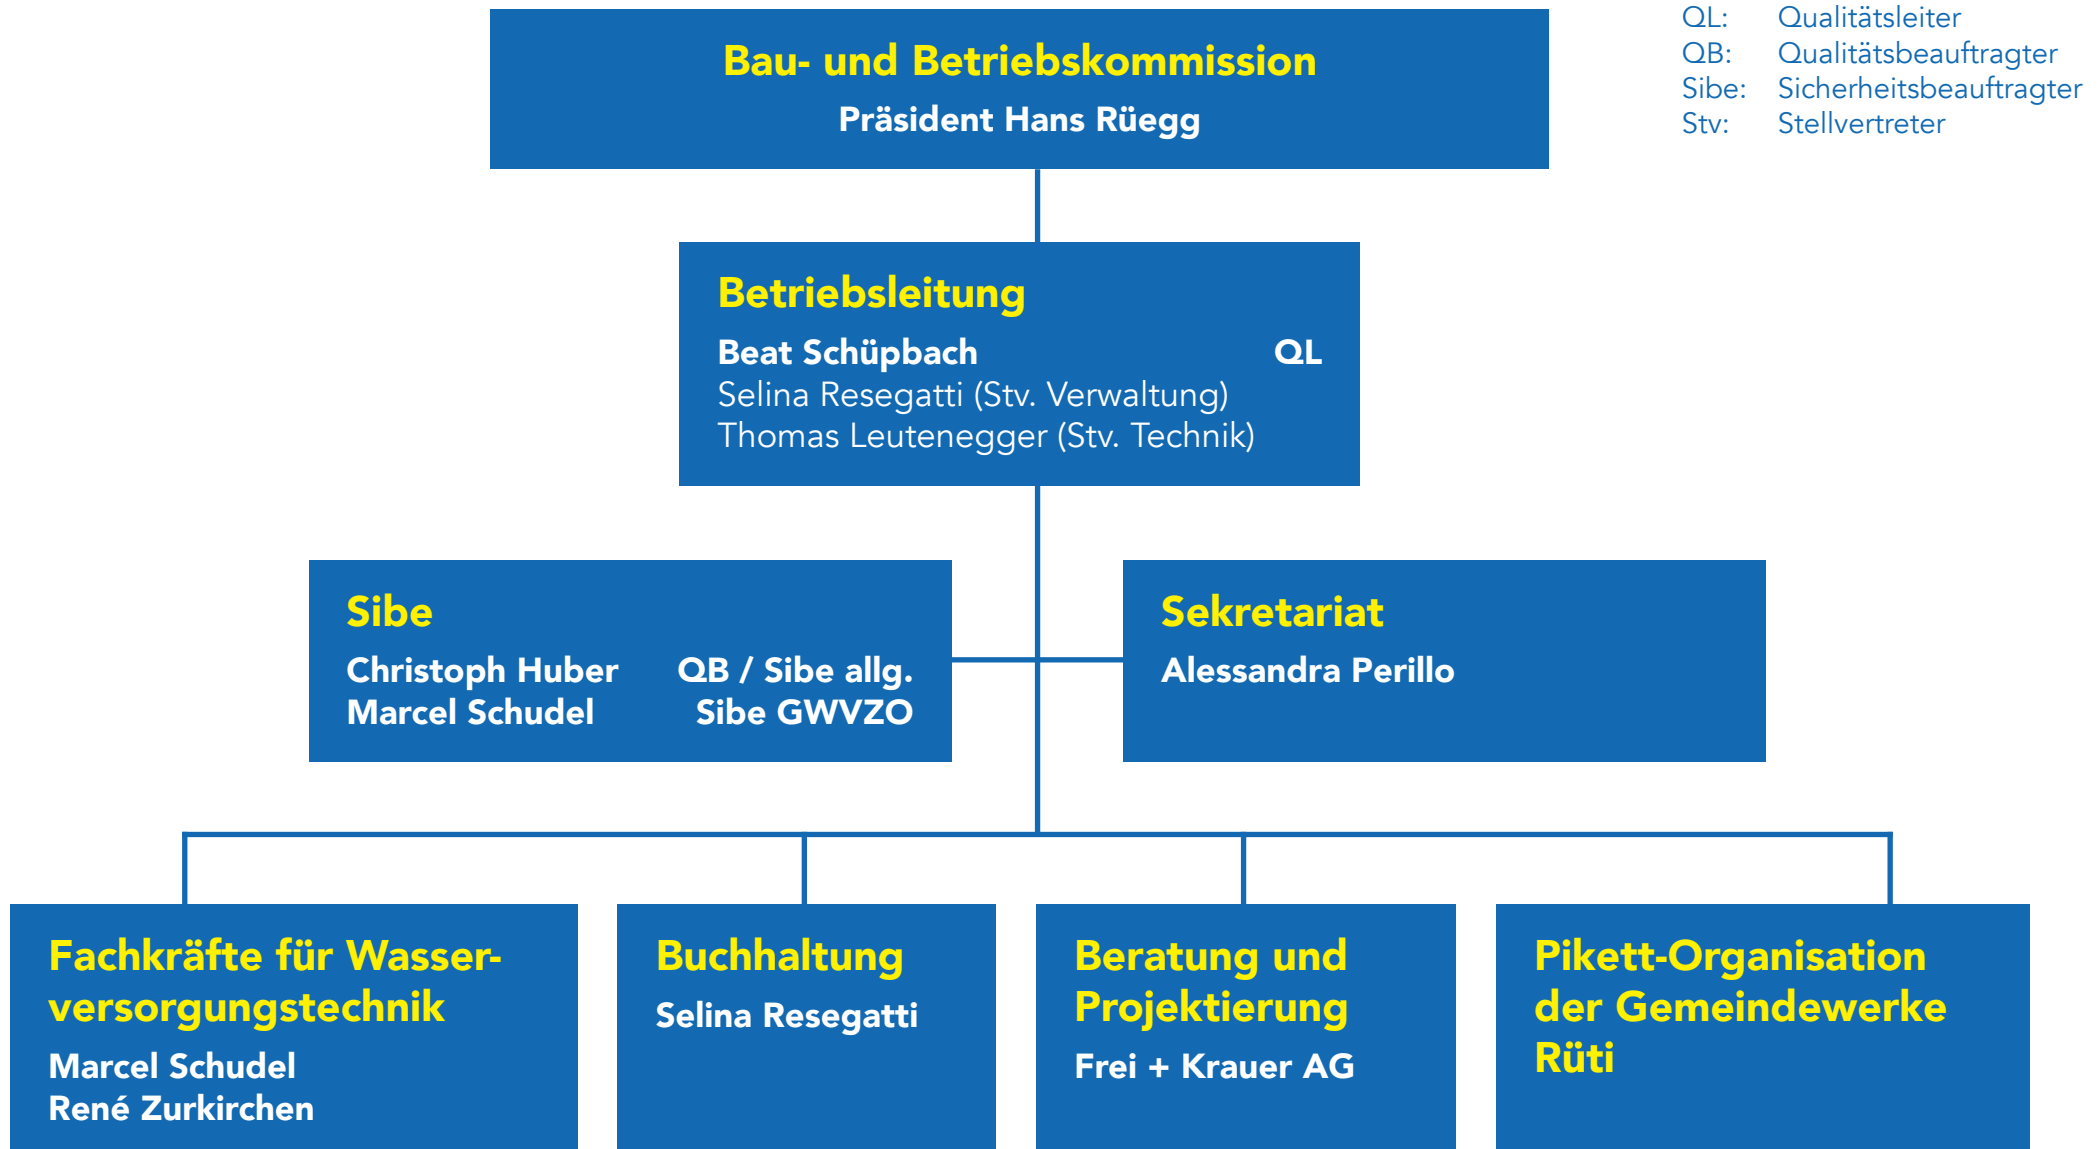 Bau- und Betriebskommission
Präsident Hans Rüegg
QL: Qualitätsleiter
QB: Qualitätsbeauftragter
Sibe: Sicherheitsbeauftragter
Stv: Stellvertreter
Betriebsleitung
Beat Schüpbach QL
Selina Resegatti (Stv. Verwaltung)
Thomas Leutenegger (Stv. Technik)
Sibe
Christoph Huber QB / Sibe allg.
Marcel Schudel Sibe GWVZO
Sekretariat
Alessandra Perillo
Fachkräfte für Wasser-
versorgungstechnik
Marcel Schudel
René Zurkirchen
Buchhaltung
Selina Resegatti
Beratung und
Projektierung
Frei + Krauer AG
Pikett-Organisation
der Gemeindewerke
Rüti